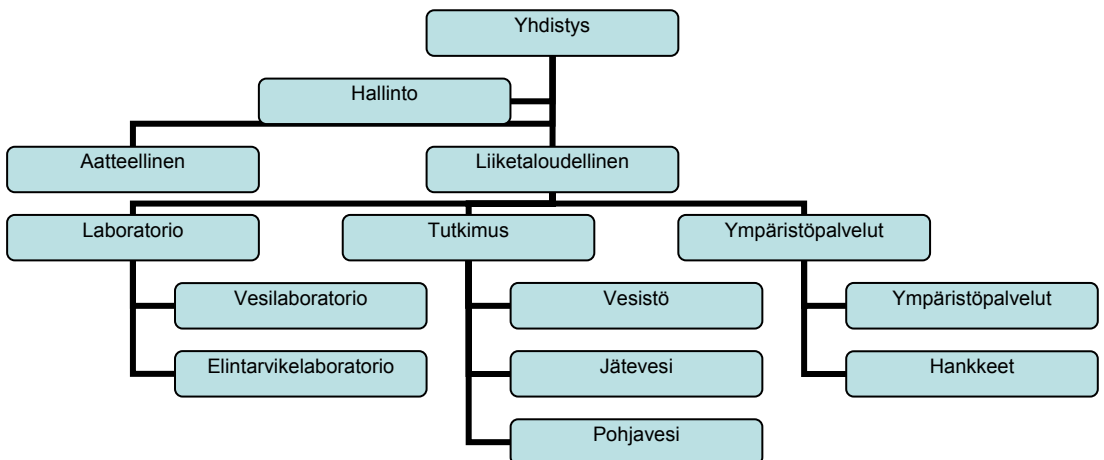 Yhdistys
Hallinto
Aatteellinen
Liiketaloudellinen
Laboratorio
Tutkimus
Ympäristöpalvelut
Vesilaboratorio
Vesistö
Ympäristöpalvelut
Elintarvikelaboratorio
Jätevesi
Hankkeet
Pohjavesi